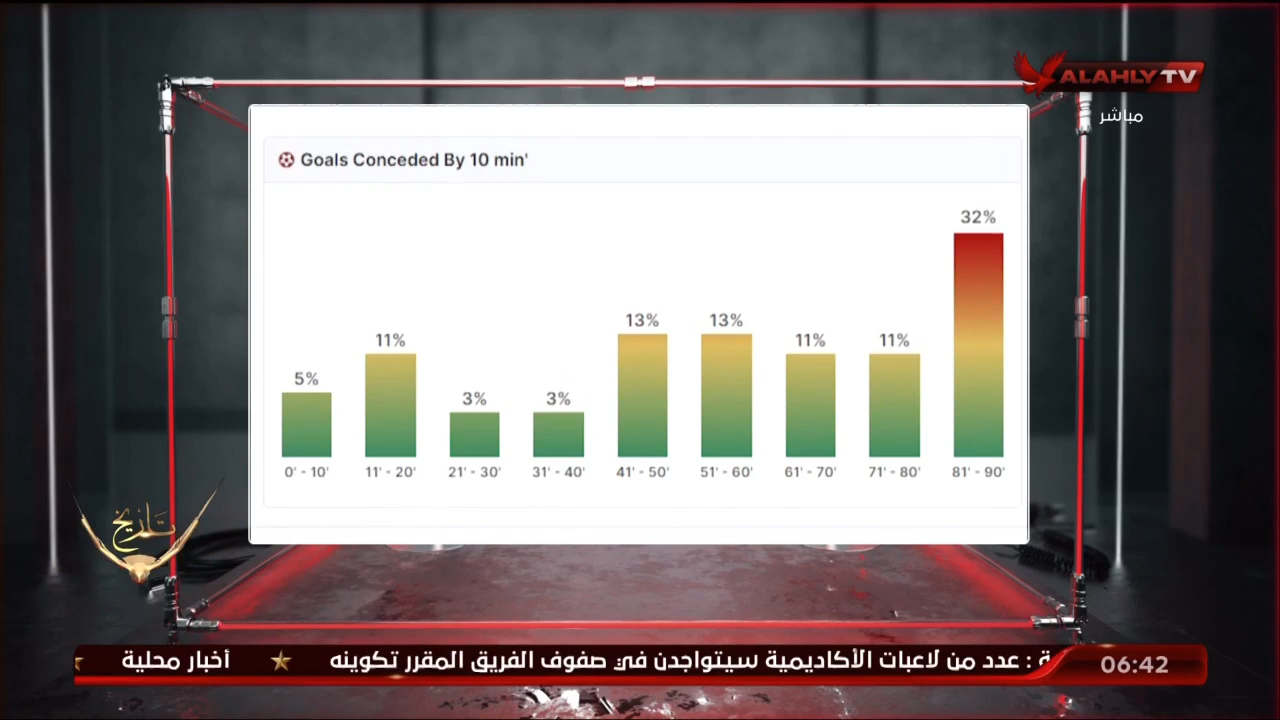 ALAHLY TV
مباشر
Goals Conceded By 10 min'
32%
13%
13%
11%
11%
11%
5%
3%
3%
0' - 10'
11' - 20'
21' - 30'
31' - 40'
41' - 50'
51' - 60'
61' - 70'
71' - 80'
81' - 90'
تاريخ
ة : عدد من لاعبات الأكاديمية سيتواجدن في صفوف الفريق المقرر تكوينه
أخبار محلية
06:42